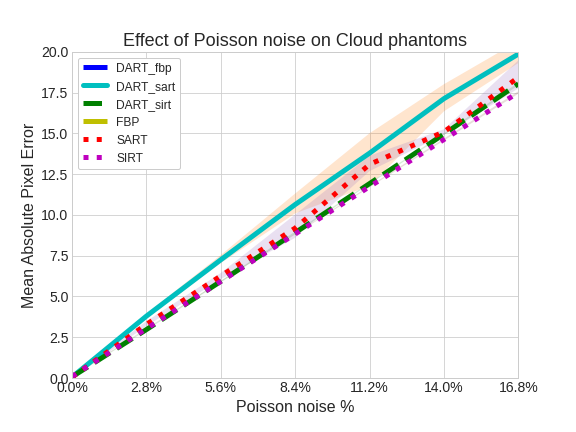 Effect of Poisson noise on Cloud phantoms
Mean Absolute Pixel Error
20.0
17.5
15.0
12.5
10.0
7.5
5.0
2.5
0.0
DART_fbp
DART_sart
DART_sirt
FBP
SART
SIRT
0.0% 2.8% 5.6% 8.4% 11.2% 14.0% 16.8%
Poisson noise %